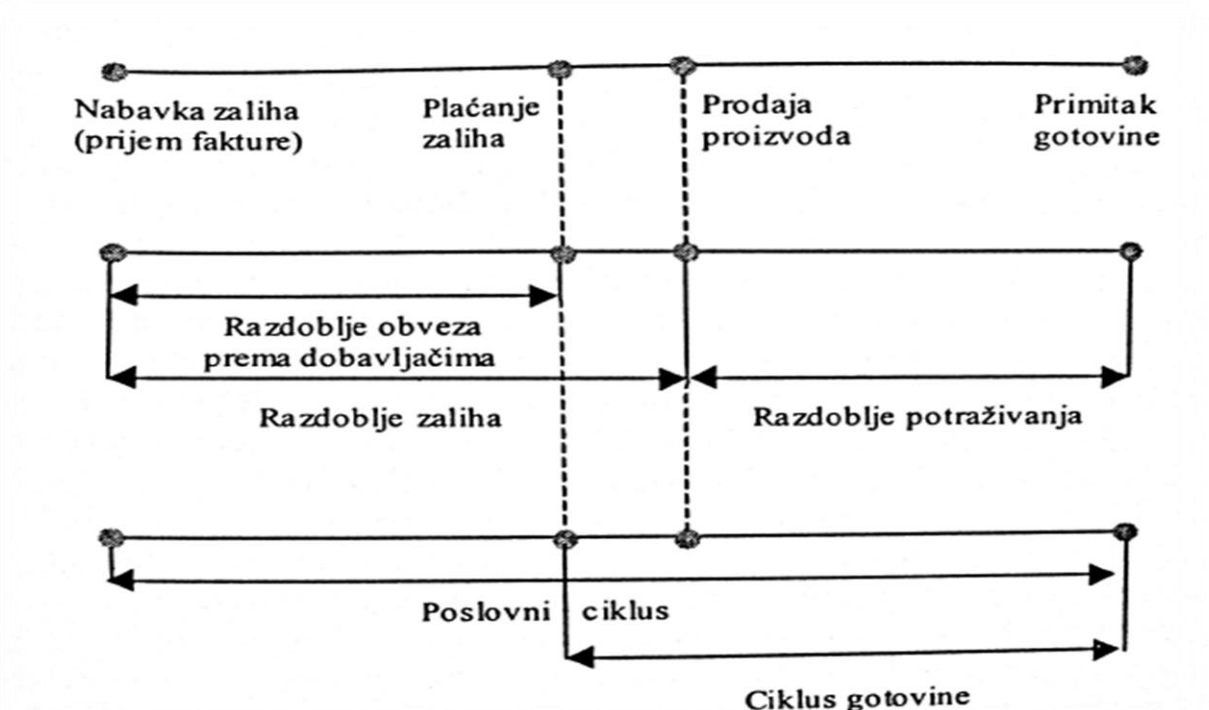 Nabavka zaliha
(prijem fakture)
Plaćanje
zaliha
Prodaja
proizvoda
Primitak
gotovine
Razdoblje obveza
prema dobavljačima
Razdoblje zaliha
Razdoblje potraživanja
Poslovni ciklus
Ciklus gotovine